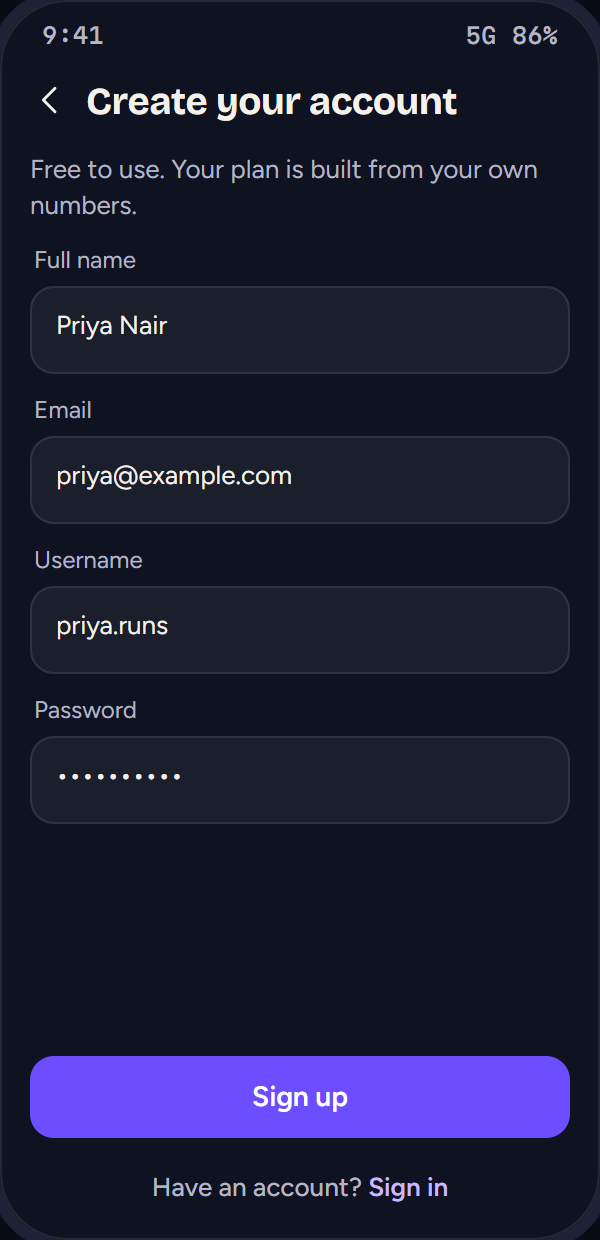 9:41 5G 86%
Create your account
Free to use. Your plan is built from your own
numbers.
Full name
Priya Nair
Email
priya@example.com
Username
priya.runs
Password
••••••••••
Sign up
Have an account? Sign in